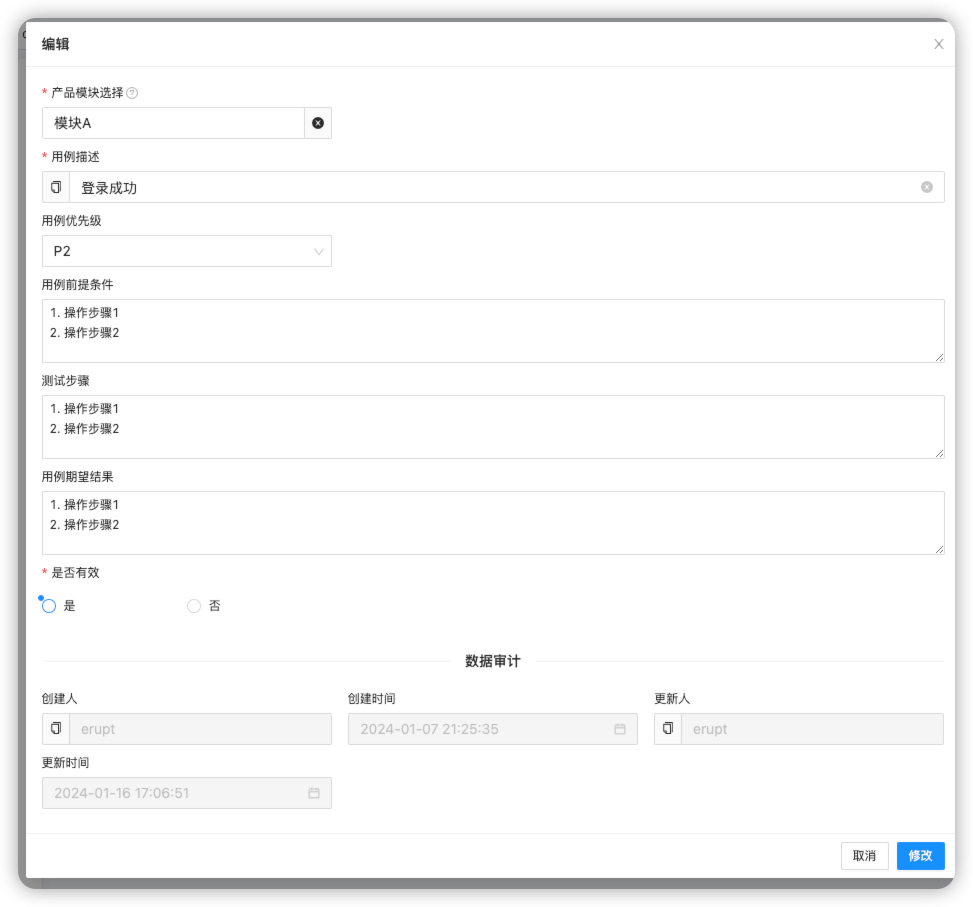 编辑
* 产品模块选择
模块A
* 用例描述
登录成功
用例优先级
P2
用例前提条件
1. 操作步骤1
2. 操作步骤2
测试步骤
1. 操作步骤1
2. 操作步骤2
用例期望结果
1. 操作步骤1
2. 操作步骤2
* 是否有效
是 否
数据审计
创建人 创建时间 更新人
erupt 2024-01-07 21:25:35 erupt
更新时间
2024-01-16 17:06:51
取消 修改